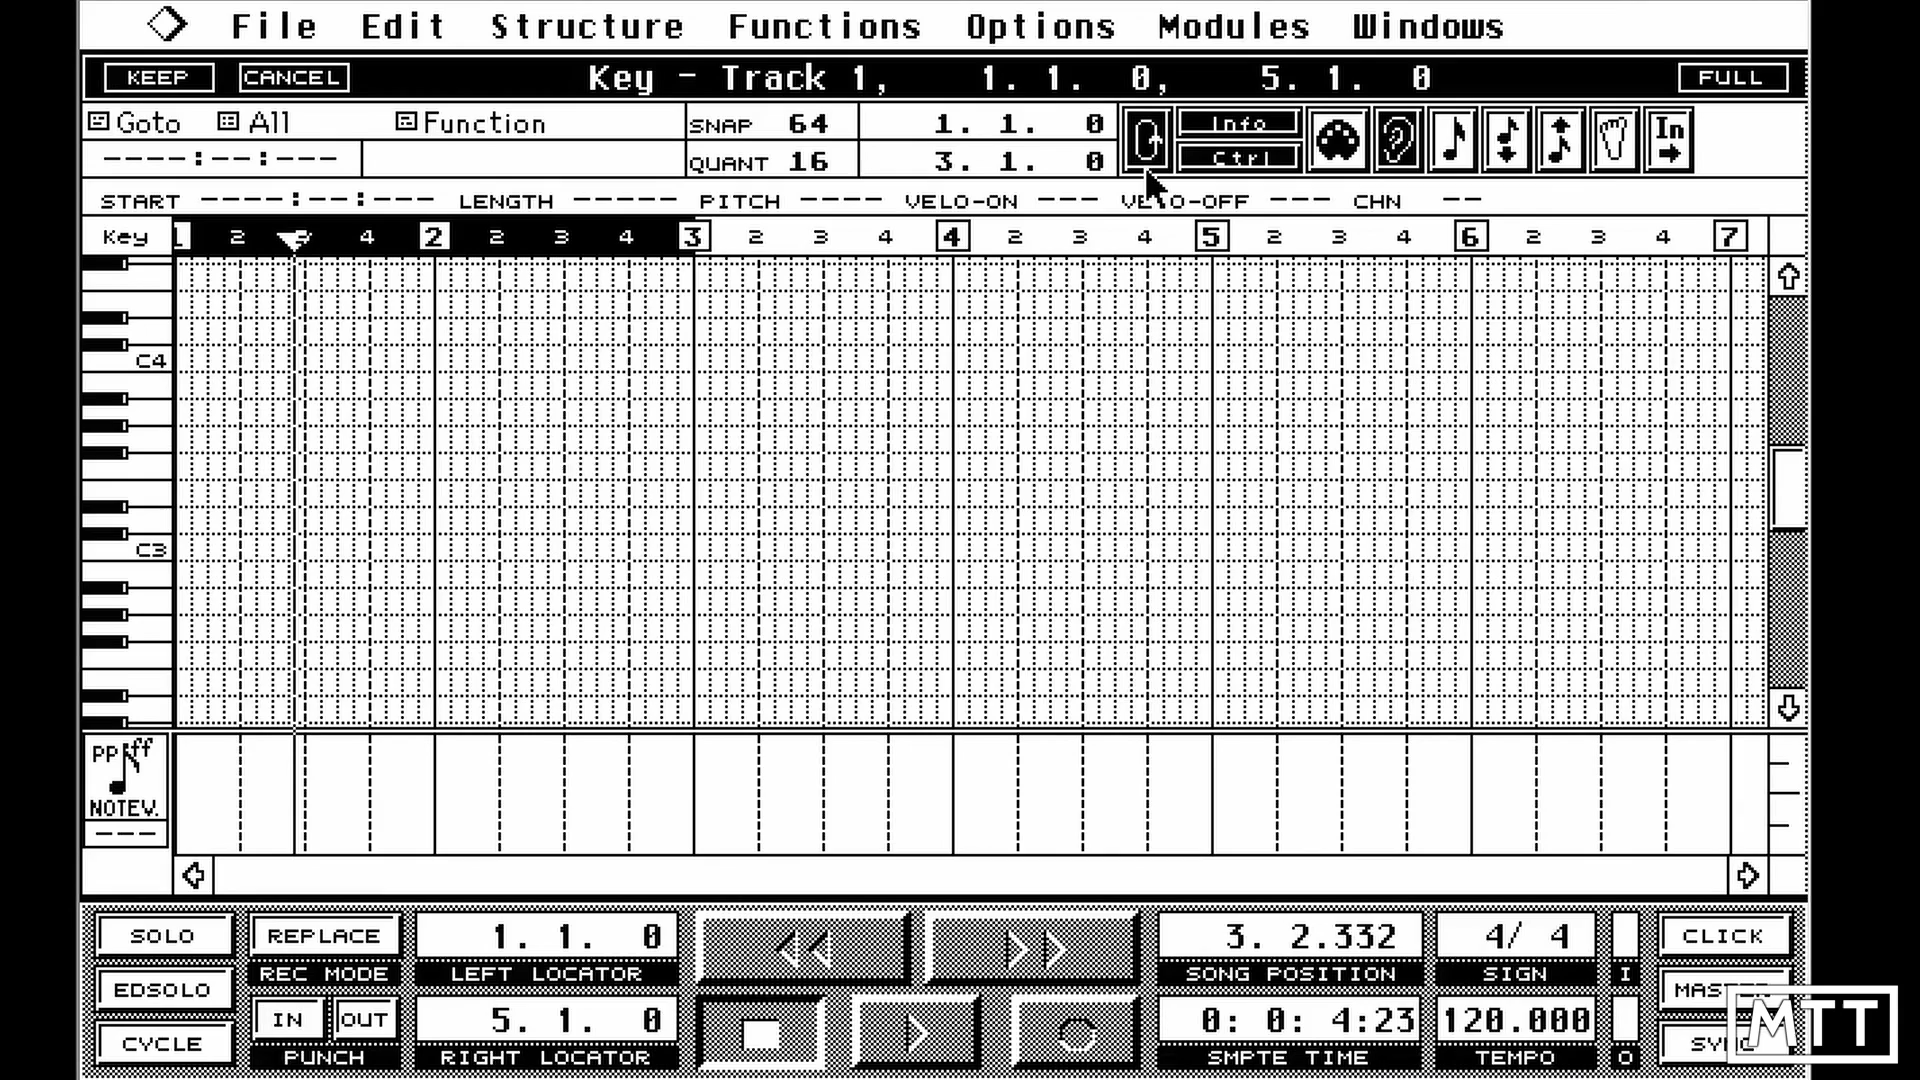 File Edit Structure Functions Options Modules Windows
KEEP CANCEL Key - Track 1, 1. 1. 0, 5. 1. 0 FULL
Goto All Function SNAP 64 1. 1. 0 Info In
----:--:--- QUANT 16 3. 1. 0 Ctrl
START ----:--:--- LENGTH ----- PITCH ---- VELO-ON --- VELO-OFF --- CHN --
Key 1 2 3 4 2 2 3 4 3 2 3 4 4 2 3 4 5 2 3 4 6 2 3 4 7
C4
C3
pp ff
NOTEV.
---
SOLO REPLACE 1. 1. 0 3. 2.332 4/ 4 CLICK
REC MODE LEFT LOCATOR SONG POSITION SIGN I
EDSOLO MASTER
IN OUT 5. 1. 0 0: 0: 4:23 120.000
CYCLE SYNC
PUNCH RIGHT LOCATOR SMPTE TIME TEMPO O
MTT